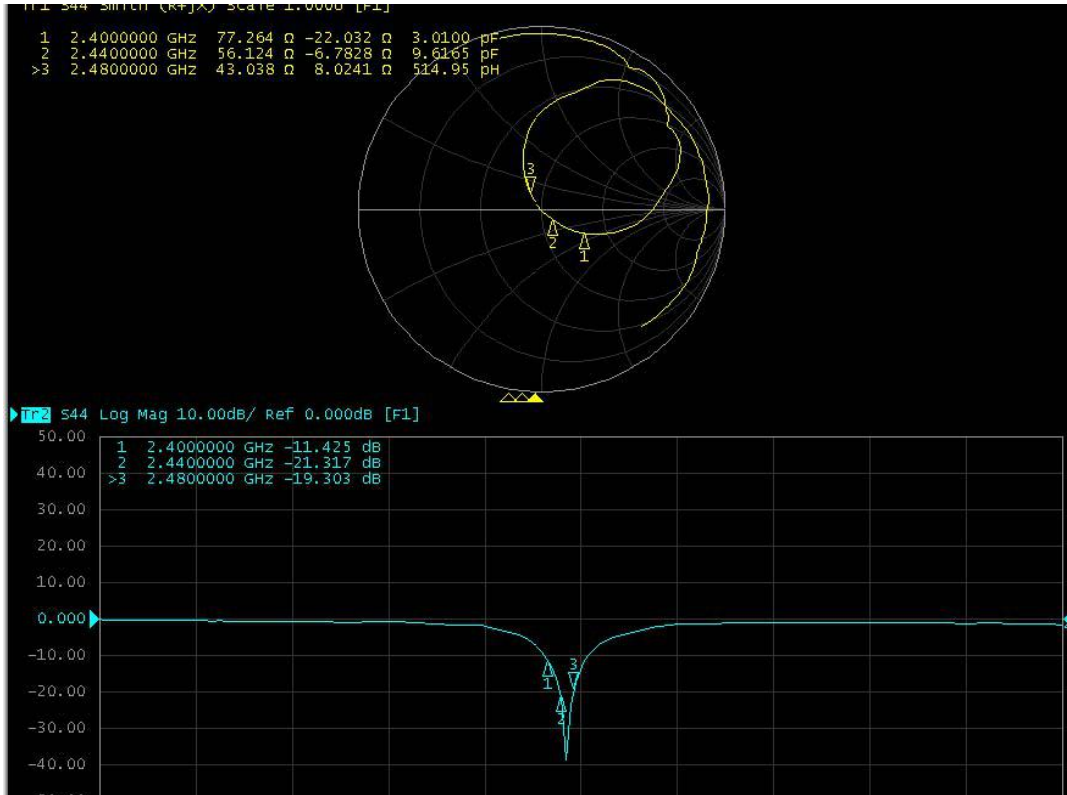 Tr1 S44 Smith (R+jX) Scale 1.000U [F1]
1 2.4000000 GHz 77.264 Ω -22.032 Ω 3.0100 pF
2 2.4400000 GHz 56.124 Ω -6.7828 Ω 9.6165 pF
>3 2.4800000 GHz 43.038 Ω 8.0241 Ω 514.95 pH
3
2
1
Tr2 S44 Log Mag 10.00dB/ Ref 0.000dB [F1]
50.00
1 2.4000000 GHz -11.425 dB
2 2.4400000 GHz -21.317 dB
40.00
>3 2.4800000 GHz -19.303 dB
30.00
20.00
10.00
0.000
-10.00
3
1
-20.00
2
-30.00
-40.00